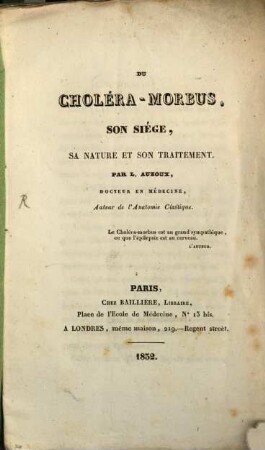 DU
CHOLÉRA-MORBUS,
SON SIÉGE,
SA NATURE ET SON TRAITEMENT.
PAR L. AUZOUX,
DOCTEUR EN MÉDECINE,
Auteur de l'Anatomie Clastique.
R
Le Choléra-morbus est au grand sympathique,
ce que l'épilepsie est au cerveau.
L'AUTEUR.
A
PARIS,
CHEZ BAILLIERE, LIBRAIRE,
Place de l'Ecole de Médecine, N° 13 bis.
A LONDRES, même maison, 219.—Regent street.
1832.